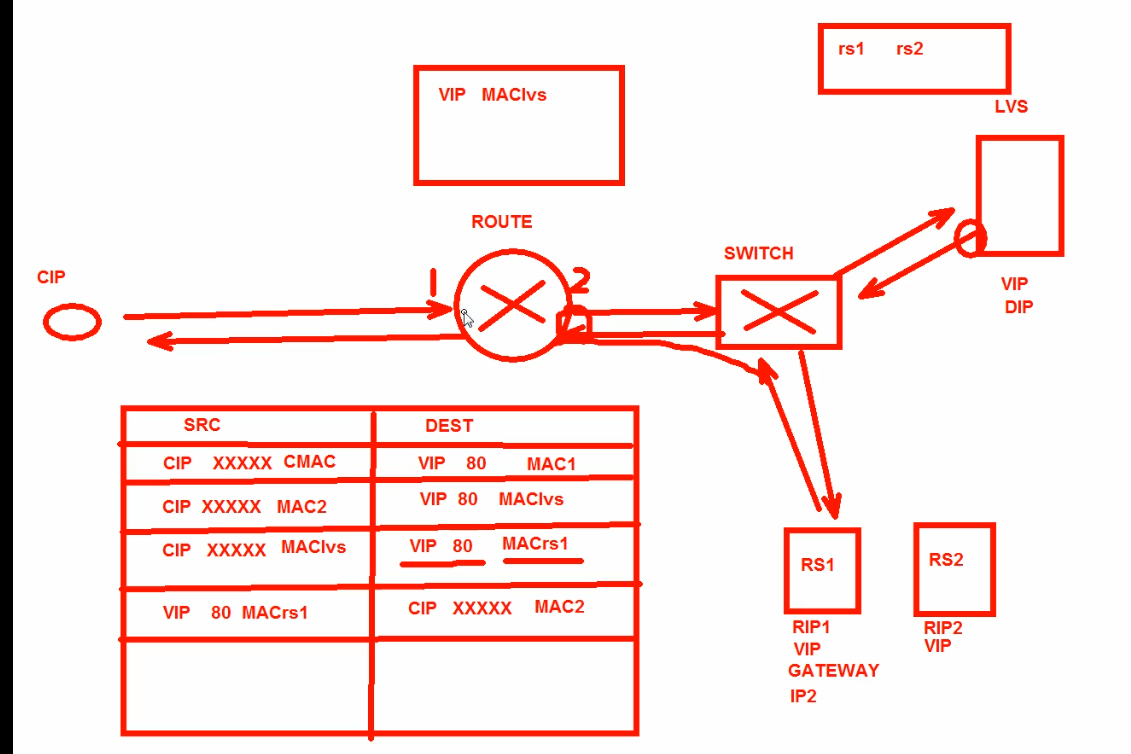 rs1 rs2
LVS
VIP MAClvs
ROUTE
SWITCH
CIP
1
2
VIP
DIP
SRC DEST
CIP XXXXX CMAC VIP 80 MAC1
CIP XXXXX MAC2 VIP 80 MAClvs
CIP XXXXX MAClvs VIP 80 MACrs1
VIP 80 MACrs1 CIP XXXXX MAC2
RS1
RIP1
VIP
GATEWAY
IP2
RS2
RIP2
VIP